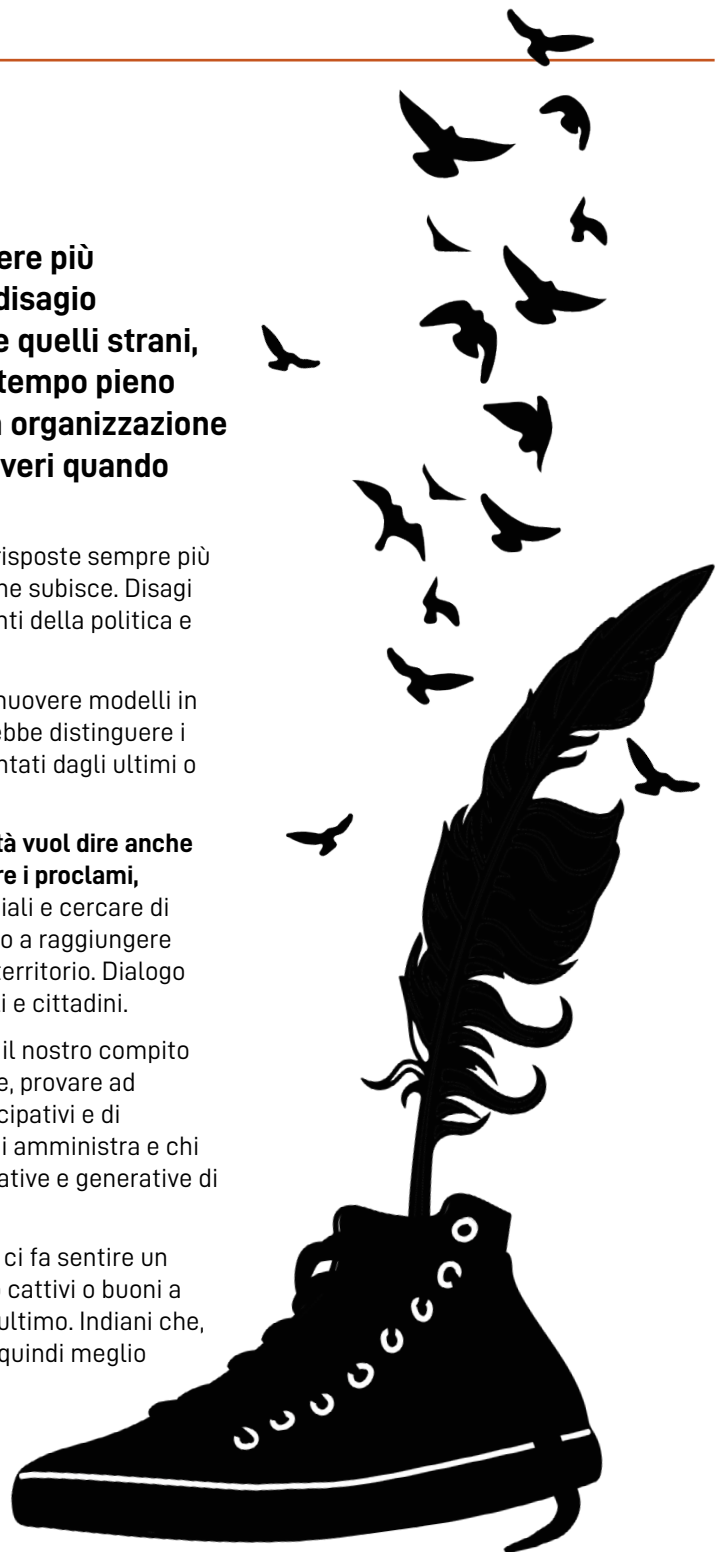 ere più
disagio
e quelli strani,
tempo pieno
organizzazione
veri quando
risposte sempre più
ne subisce. Disagi
nti della politica e
nuovere modelli in
ebbe distinguere i
ntati dagli ultimi o
tà vuol dire anche
re i proclami,
iali e cercare di
o a raggiungere
territorio. Dialogo
i e cittadini.
il nostro compito
e, provare ad
cipativi e di
i amministra e chi
ative e generative di
ci fa sentire un
cattivi o buoni a
ultimo. Indiani che,
quindi meglio